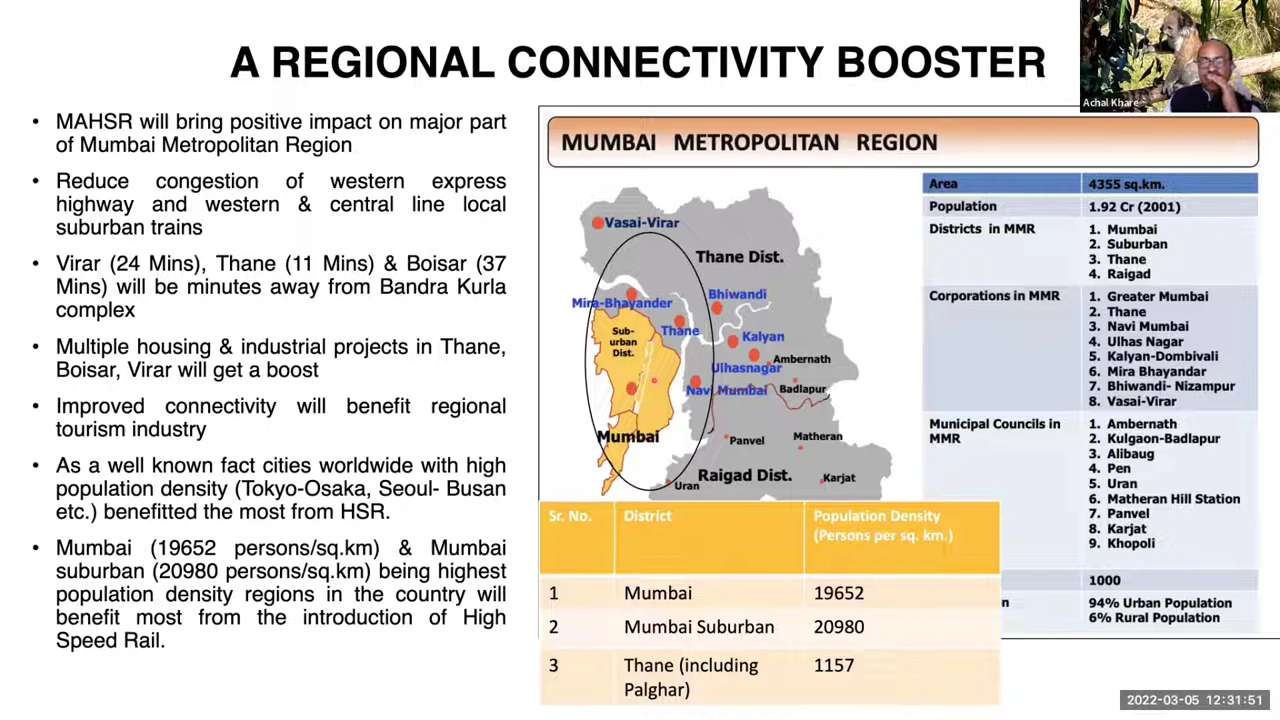 A REGIONAL CONNECTIVITY BOOSTER
Achal Khare
• MAHSR will bring positive impact on major part
of Mumbai Metropolitan Region
• Reduce congestion of western express
highway and western & central line local
suburban trains
• Virar (24 Mins), Thane (11 Mins) & Boisar (37
Mins) will be minutes away from Bandra Kurla
complex
• Multiple housing & industrial projects in Thane,
Boisar, Virar will get a boost
• Improved connectivity will benefit regional
tourism industry
• As a well known fact cities worldwide with high
population density (Tokyo-Osaka, Seoul- Busan
etc.) benefitted the most from HSR.
• Mumbai (19652 persons/sq.km) & Mumbai
suburban (20980 persons/sq.km) being highest
population density regions in the country will
benefit most from the introduction of High
Speed Rail.
MUMBAI METROPOLITAN REGION
Vasai-Virar
Thane Dist.
Mira-Bhayander
Bhiwandi
Sub-
urban
Dist.
Thane
Kalyan
Ambernath
Ulhasnagar
Navi Mumbai
Badlapur
Mumbai
Panvel
Matheran
Raigad Dist.
Uran
Karjat
Area 4355 sq.km.
Population 1.92 Cr (2001)
Districts in MMR 1. Mumbai
2. Suburban
3. Thane
4. Raigad
Corporations in MMR 1. Greater Mumbai
2. Thane
3. Navi Mumbai
4. Ulhas Nagar
5. Kalyan-Dombivali
6. Mira Bhayandar
7. Bhiwandi- Nizampur
8. Vasai-Virar
Municipal Councils in
MMR
1. Ambernath
2. Kulgaon-Badlapur
3. Alibaug
4. Pen
5. Uran
6. Matheran Hill Station
7. Panvel
8. Karjat
9. Khopoli
1000
n 94% Urban Population
6% Rural Population
Sr. No. District Population Density
(Persons per sq. km.)
1 Mumbai 19652
2 Mumbai Suburban 20980
3 Thane (including
Palghar) 1157
2022-03-05 12:31:51